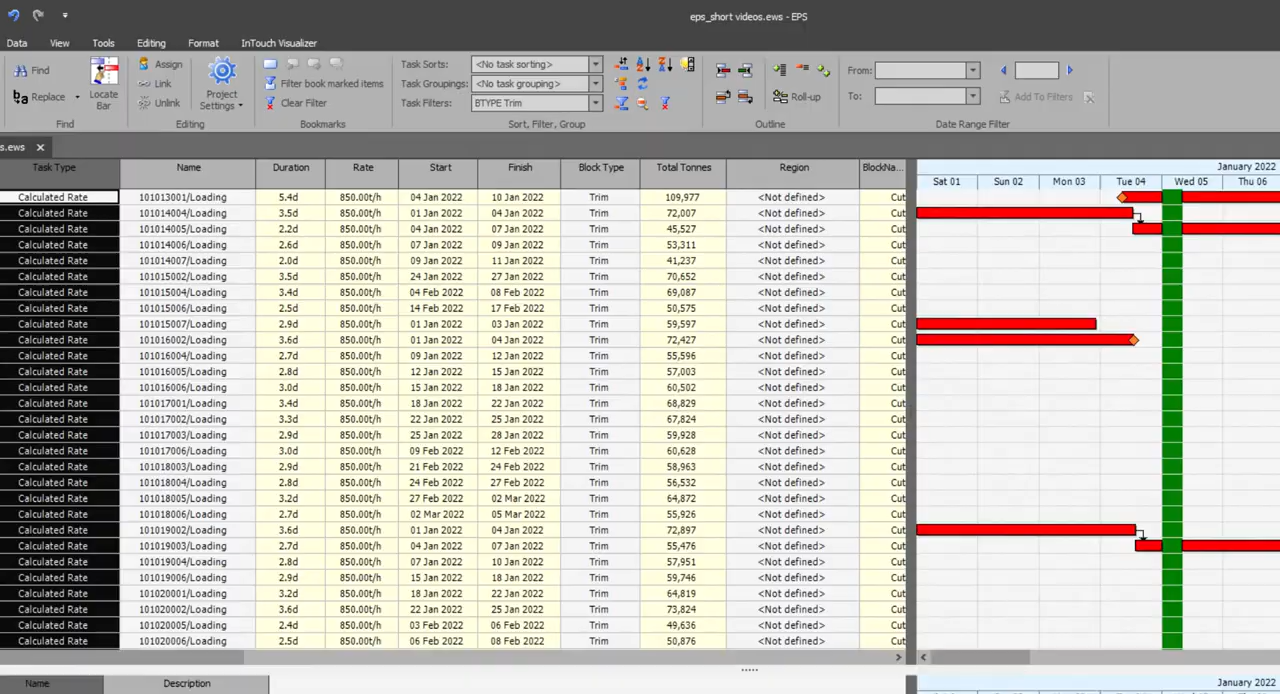 eps_short videos.ews - EPS
Data View Tools Editing Format InTouch Visualizer
Find Assign Task Sorts: <No task sorting> From:
Link Filter book marked items Task Groupings: <No task grouping>
Replace Locate Bar Unlink Project Settings Clear Filter Task Filters: BTYPE Trim Roll-up To: Add To Filters
Find Editing Bookmarks Sort, Filter, Group Outline Date Range Filter
s.ews
Task Type Name Duration Rate Start Finish Block Type Total Tonnes Region BlockNa... January 2022
Sat 01 Sun 02 Mon 03 Tue 04 Wed 05 Thu 06
Calculated Rate 101013001/Loading 5.4d 850.00t/h 04 Jan 2022 10 Jan 2022 Trim 109,977 <Not defined> Cut
Calculated Rate 101014004/Loading 3.5d 850.00t/h 01 Jan 2022 04 Jan 2022 Trim 72,007 <Not defined> Cut
Calculated Rate 101014005/Loading 2.2d 850.00t/h 04 Jan 2022 07 Jan 2022 Trim 45,527 <Not defined> Cut
Calculated Rate 101014006/Loading 2.6d 850.00t/h 07 Jan 2022 09 Jan 2022 Trim 53,311 <Not defined> Cut
Calculated Rate 101014007/Loading 2.0d 850.00t/h 09 Jan 2022 11 Jan 2022 Trim 41,237 <Not defined> Cut
Calculated Rate 101015002/Loading 3.5d 850.00t/h 24 Jan 2022 27 Jan 2022 Trim 70,652 <Not defined> Cut
Calculated Rate 101015004/Loading 3.4d 850.00t/h 04 Feb 2022 08 Feb 2022 Trim 69,087 <Not defined> Cut
Calculated Rate 101015006/Loading 2.5d 850.00t/h 14 Feb 2022 17 Feb 2022 Trim 50,575 <Not defined> Cut
Calculated Rate 101015007/Loading 2.9d 850.00t/h 01 Jan 2022 03 Jan 2022 Trim 59,597 <Not defined> Cut
Calculated Rate 101016002/Loading 3.6d 850.00t/h 01 Jan 2022 04 Jan 2022 Trim 72,427 <Not defined> Cut
Calculated Rate 101016004/Loading 2.7d 850.00t/h 09 Jan 2022 12 Jan 2022 Trim 55,596 <Not defined> Cut
Calculated Rate 101016005/Loading 2.8d 850.00t/h 12 Jan 2022 15 Jan 2022 Trim 57,003 <Not defined> Cut
Calculated Rate 101016006/Loading 3.0d 850.00t/h 15 Jan 2022 18 Jan 2022 Trim 60,502 <Not defined> Cut
Calculated Rate 101017001/Loading 3.4d 850.00t/h 18 Jan 2022 22 Jan 2022 Trim 68,829 <Not defined> Cut
Calculated Rate 101017002/Loading 3.3d 850.00t/h 22 Jan 2022 25 Jan 2022 Trim 67,824 <Not defined> Cut
Calculated Rate 101017003/Loading 2.9d 850.00t/h 25 Jan 2022 28 Jan 2022 Trim 59,928 <Not defined> Cut
Calculated Rate 101017006/Loading 3.0d 850.00t/h 09 Feb 2022 12 Feb 2022 Trim 60,628 <Not defined> Cut
Calculated Rate 101018003/Loading 2.9d 850.00t/h 21 Feb 2022 24 Feb 2022 Trim 58,963 <Not defined> Cut
Calculated Rate 101018004/Loading 2.8d 850.00t/h 24 Feb 2022 27 Feb 2022 Trim 56,532 <Not defined> Cut
Calculated Rate 101018005/Loading 3.2d 850.00t/h 27 Feb 2022 02 Mar 2022 Trim 64,872 <Not defined> Cut
Calculated Rate 101018006/Loading 2.7d 850.00t/h 02 Mar 2022 05 Mar 2022 Trim 55,926 <Not defined> Cut
Calculated Rate 101019002/Loading 3.6d 850.00t/h 01 Jan 2022 04 Jan 2022 Trim 72,897 <Not defined> Cut
Calculated Rate 101019003/Loading 2.7d 850.00t/h 04 Jan 2022 07 Jan 2022 Trim 55,476 <Not defined> Cut
Calculated Rate 101019004/Loading 2.8d 850.00t/h 07 Jan 2022 10 Jan 2022 Trim 57,951 <Not defined> Cut
Calculated Rate 101019006/Loading 2.9d 850.00t/h 15 Jan 2022 18 Jan 2022 Trim 59,746 <Not defined> Cut
Calculated Rate 101020001/Loading 3.2d 850.00t/h 18 Jan 2022 22 Jan 2022 Trim 64,819 <Not defined> Cut
Calculated Rate 101020002/Loading 3.6d 850.00t/h 22 Jan 2022 25 Jan 2022 Trim 73,824 <Not defined> Cut
Calculated Rate 101020005/Loading 2.4d 850.00t/h 03 Feb 2022 06 Feb 2022 Trim 49,636 <Not defined> Cut
Calculated Rate 101020006/Loading 2.5d 850.00t/h 06 Feb 2022 08 Feb 2022 Trim 50,876 <Not defined> Cut
Name Description January 2022